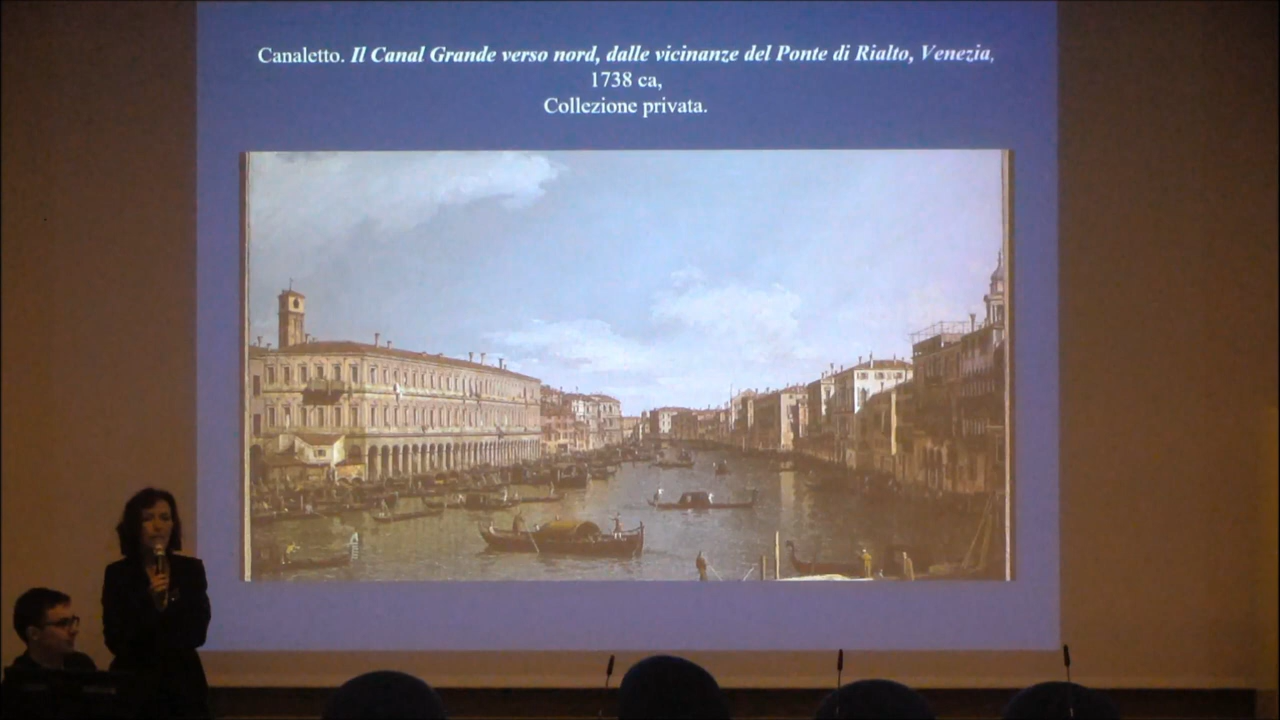 Canaletto. Il Canal Grande verso nord, dalle vicinanze del Ponte di Rialto, Venezia,
1738 ca,
Collezione privata.